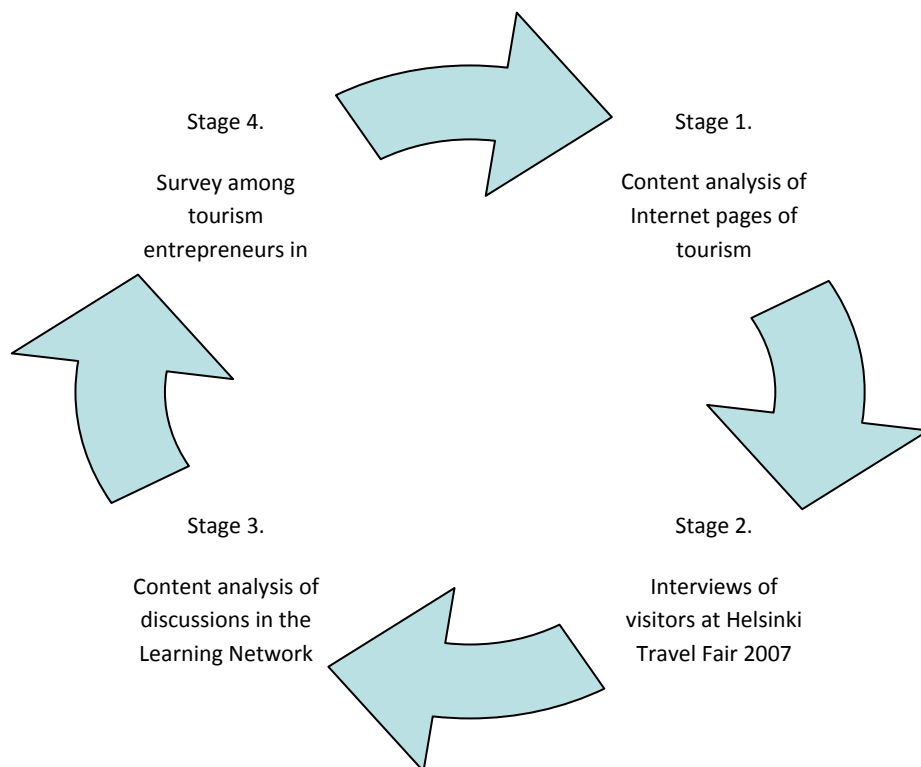 Stage 4.
Survey among
tourism
entrepreneurs in
Stage 1.
Content analysis of
Internet pages of
tourism
Stage 3.
Content analysis of
discussions in the
Learning Network
Stage 2.
Interviews of
visitors at Helsinki
Travel Fair 2007